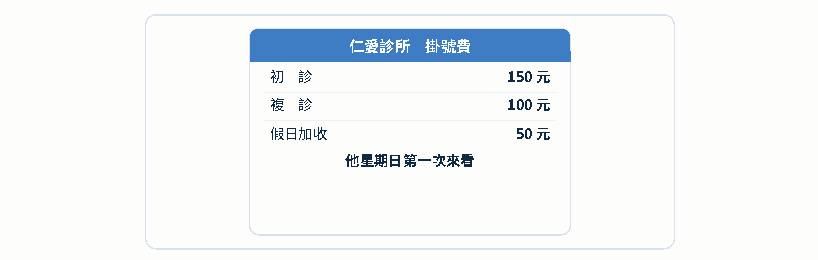 仁愛診所　掛號費
初　診　150 元
複　診　100 元
假日加收　50 元
他星期日第一次來看